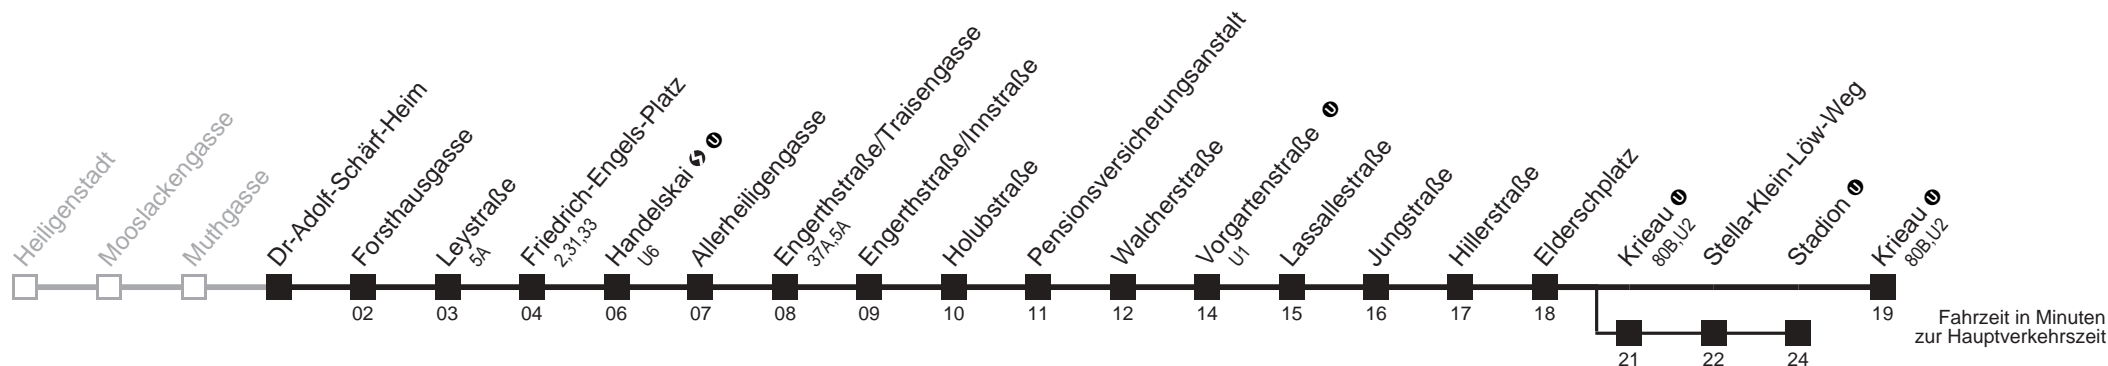 Heiligenstadt
Mooslackengasse
Muthgasse
Dr-Adolf-Schärf-Heim
Forsthausgasse
02
Leystraße
5A
03
Friedrich-Engels-Platz
2,31,33
04
Handelskai S U
U6
06
Allerheiligengasse
07
Engerthstraße/Traisengasse
37A,5A
08
Engerthstraße/Innstraße
09
Holubstraße
10
Pensionsversicherungsanstalt
11
Walcherstraße
12
Vorgartenstraße U
U1
14
Lassallestraße
15
Jungstraße
16
Hillerstraße
17
Elderschplatz
18
Krieau U
80B,U2
21
Stella-Klein-Löw-Weg
22
Stadion U
24
Krieau U
80B,U2
19
Fahrzeit in Minuten
zur Hauptverkehrszeit